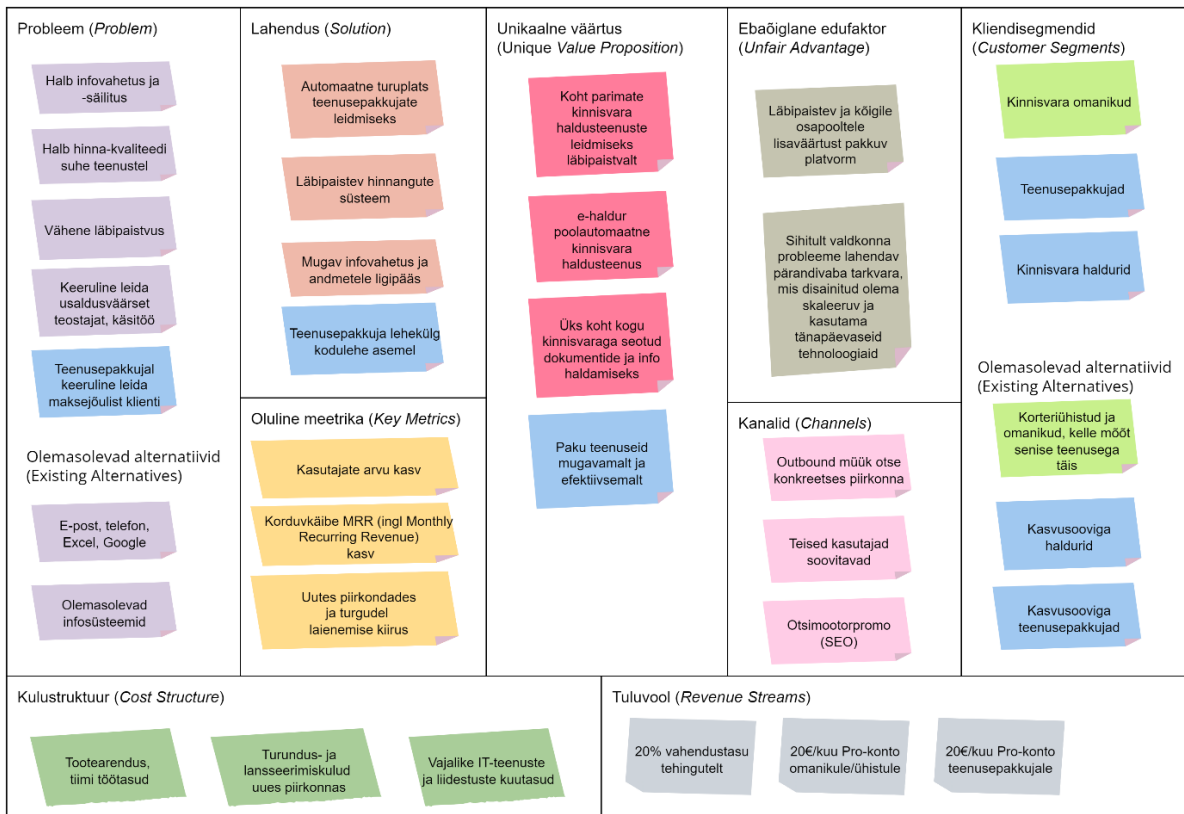 Probleem (Problem)
Halb infovahetus ja
-säilitus
Halb hinna-kvaliteedi
suhe teenustel
Vähene läbipaistvus
Keeruline leida
usaldusväärset
teostajat, käsitöö
Teenusepakkujal
keeruline leida
maksejõulist klienti
Olemasolevad alternatiivid
(Existing Alternatives)
E-post, telefon,
Excel, Google
Olemasolevad
infosüsteemid
Lahendus (Solution)
Automaatne turuplats
teenusepakkujate
leidmiseks
Läbipaistev hinnangute
süsteem
Mugav infovahetus ja
andmetele ligipääs
Teenusepakkuja lehekülg
kodulehe asemel
Oluline meetrika (Key Metrics)
Kasutajate arvu kasv
Korduvkäibe MRR (ingl Monthly
Recurring Revenue)
kasv
Uutes piirkondades
ja turgudel
laienemise kiirus
Unikaalne väärtus
(Unique Value Proposition)
Koht parimate
kinnisvara
haldusteenuste
leidmiseks
läbipaistvalt
e-haldur
poolautomaatne
kinnisvara
haldusteenus
Üks koht kogu
kinnisvaraga seotud
dokumentide ja info
haldamiseks
Paku teenuseid
mugavamalt ja
efektiivsemalt
Ebaõiglane edufaktor
(Unfair Advantage)
Läbipaistev ja kõigile
osapooltele
lisaväärtust pakkuv
platvorm
Sihitult valdkonna
probleeme lahendav
pärandivaba tarkvara,
mis disainitud olema
skaleeruv ja
kasutama
tänapäevaseid
tehnoloogiaid
Kanalid (Channels)
Outbound müük otse
konkreetses piirkonna
Teised kasutajad
soovitavad
Otsimootorpromo
(SEO)
Kliendisegmendid
(Customer Segments)
Kinnisvara omanikud
Teenusepakkujad
Kinnisvara haldurid
Olemasolevad alternatiivid
(Existing Alternatives)
Korteriühistud ja
omanikud, kelle mõõt
senise teenusega
täis
Kasvusooviga
haldurid
Kasvusooviga
teenusepakkujad
Kulustruktuur (Cost Structure)
Tootearendus,
tiimi töötasud
Turundus- ja
lansseerimiskulud
uues piirkonnas
Vajalike IT-teenuste
ja liidestuste kuutasud
Tuluvool (Revenue Streams)
20% vahendustasu
tehingutelt
20€/kuu Pro-konto
omanikule/ühistule
20€/kuu Pro-konto
teenusepakkujale